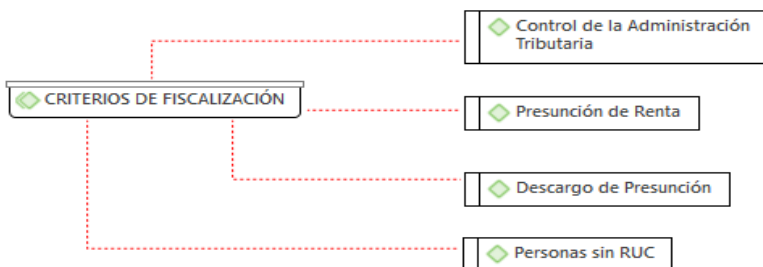 Control de la Administración
Tributaria
CRITERIOS DE FISCALIZACIÓN
Presunción de Renta
Descargo de Presunción
Personas sin RUC